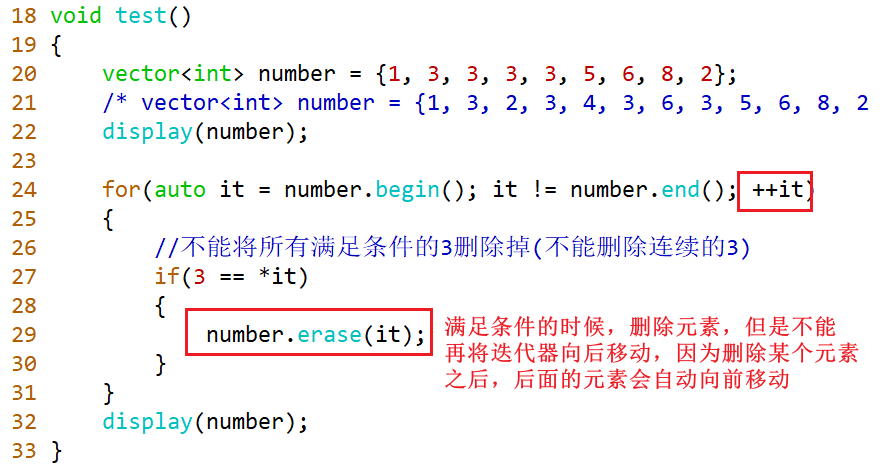 18 void test()
19 {
20     vector<int> number = {1, 3, 3, 3, 3, 5, 6, 8, 2};
21     /* vector<int> number = {1, 3, 2, 3, 4, 3, 6, 3, 5, 6, 8, 2
22     display(number);
23
24     for(auto it = number.begin(); it != number.end(); ++it)
25     {
26         //不能将所有满足条件的3删除掉(不能删除连续的3)
27         if(3 == *it)
28         {
29             number.erase(it);
满足条件的时候，删除元素，但是不能
再将迭代器向后移动，因为删除某个元素
之后，后面的元素会自动向前移动
30         }
31     }
32     display(number);
33 }